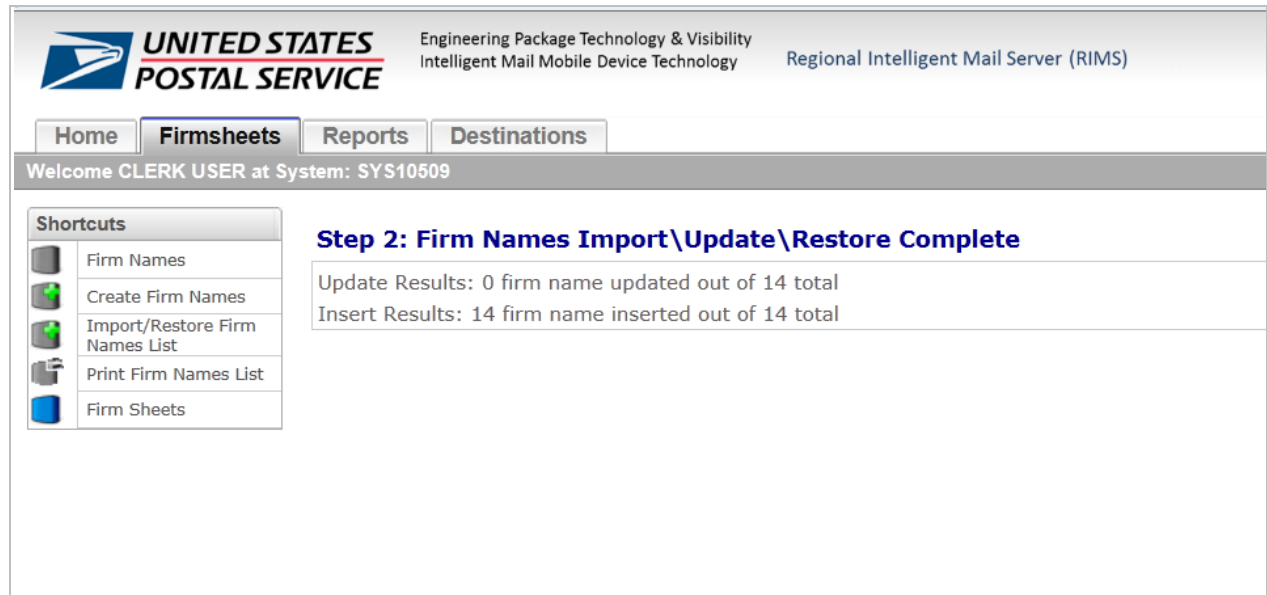 UNITED STATES
POSTAL SERVICE
Engineering Package Technology & Visibility
Intelligent Mail Mobile Device Technology
Regional Intelligent Mail Server (RIMS)
Home Firmsheets Reports Destinations
Welcome CLERK USER at System: SYS10509
Shortcuts
Firm Names
Create Firm Names
Import/Restore Firm
Names List
Print Firm Names List
Firm Sheets
Step 2: Firm Names Import\Update\Restore Complete
Update Results: 0 firm name updated out of 14 total
Insert Results: 14 firm name inserted out of 14 total